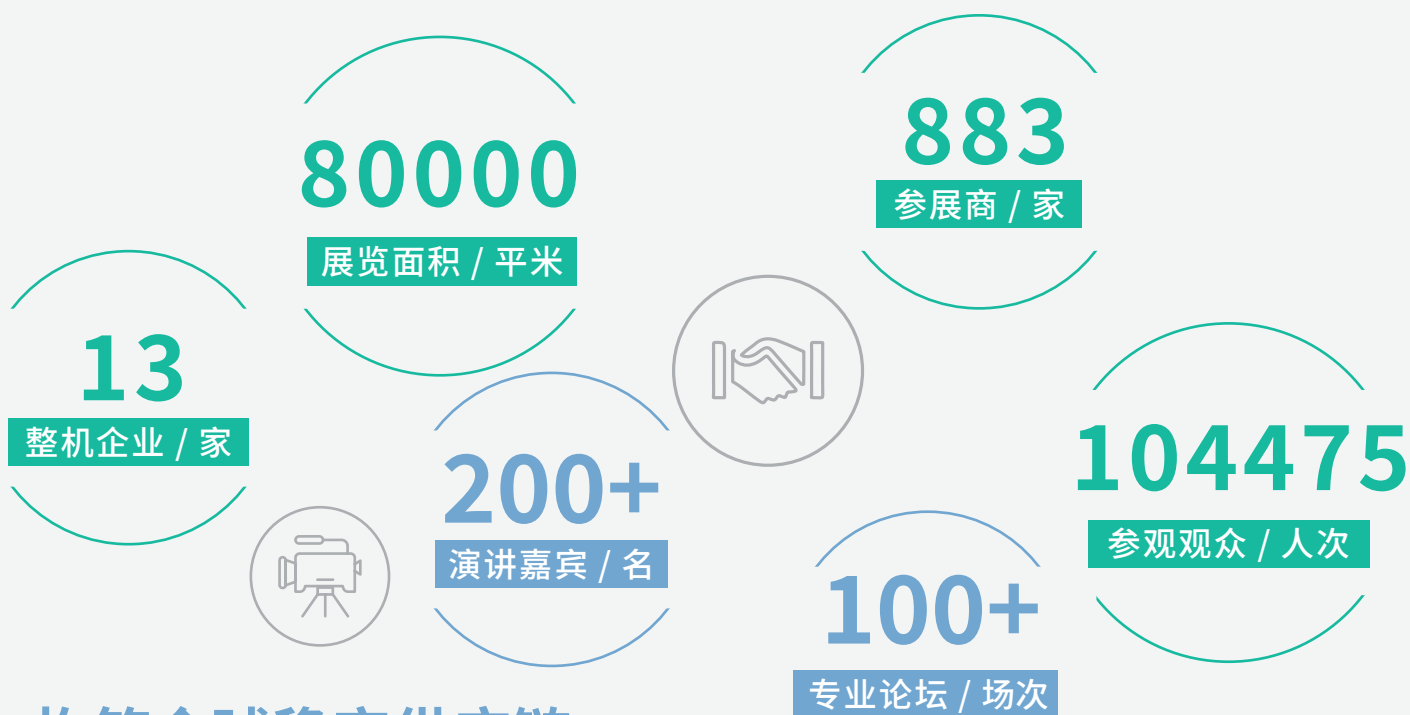 80000
展览面积 / 平米
883
参展商 / 家
13
整机企业 / 家
200+
演讲嘉宾 / 名
104475
参观观众 / 人次
100+
专业论坛 / 场次